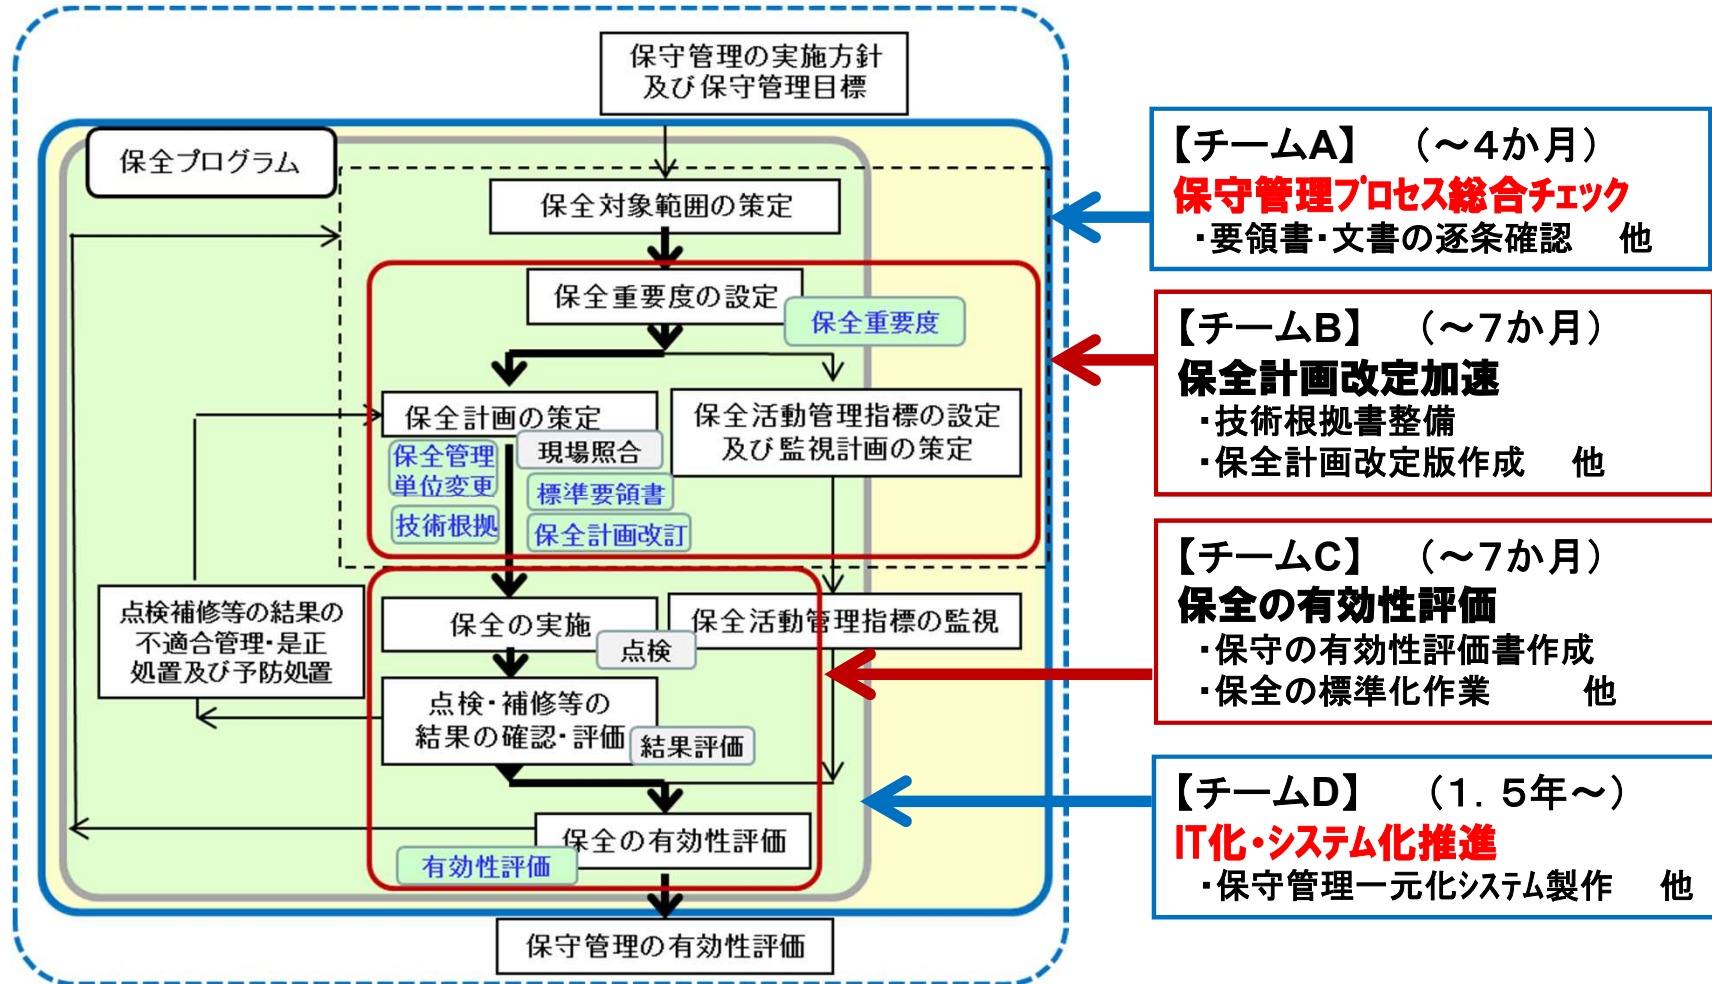 保守管理の実施方針
及び保守管理目標
保全プログラム
保全対象範囲の策定
保全重要度の設定
保全重要度
保全計画の策定
現場照合
保全管理
単位変更
標準要領書
技術根拠
保全計画改訂
保全活動管理指標の設定
及び監視計画の策定
点検補修等の結果の
不適合管理・是正
処置及び予防処置
保全の実施
点検
保全活動管理指標の監視
点検・補修等の
結果の確認・評価
結果評価
保全の有効性評価
有効性評価
保守管理の有効性評価
【チームA】 (～4か月)
保守管理プロセス総合チェック
・要領書・文書の逐条確認 他
【チームB】 (～7か月)
保全計画改定加速
・技術根拠書整備
・保全計画改定版作成 他
【チームC】 (～7か月)
保全の有効性評価
・保守の有効性評価書作成
・保全の標準化作業 他
【チームD】 (1．5年～)
IT化・システム化推進
・保守管理一元化システム製作 他